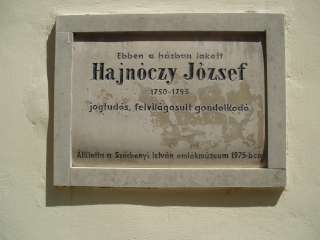 Ebben a házban lakott
Hajnóczy József
1750-1795
jogtudós, felvilágosult gondolkodó
Állította a Széchenyi István emlékmúzeum 1975-ben